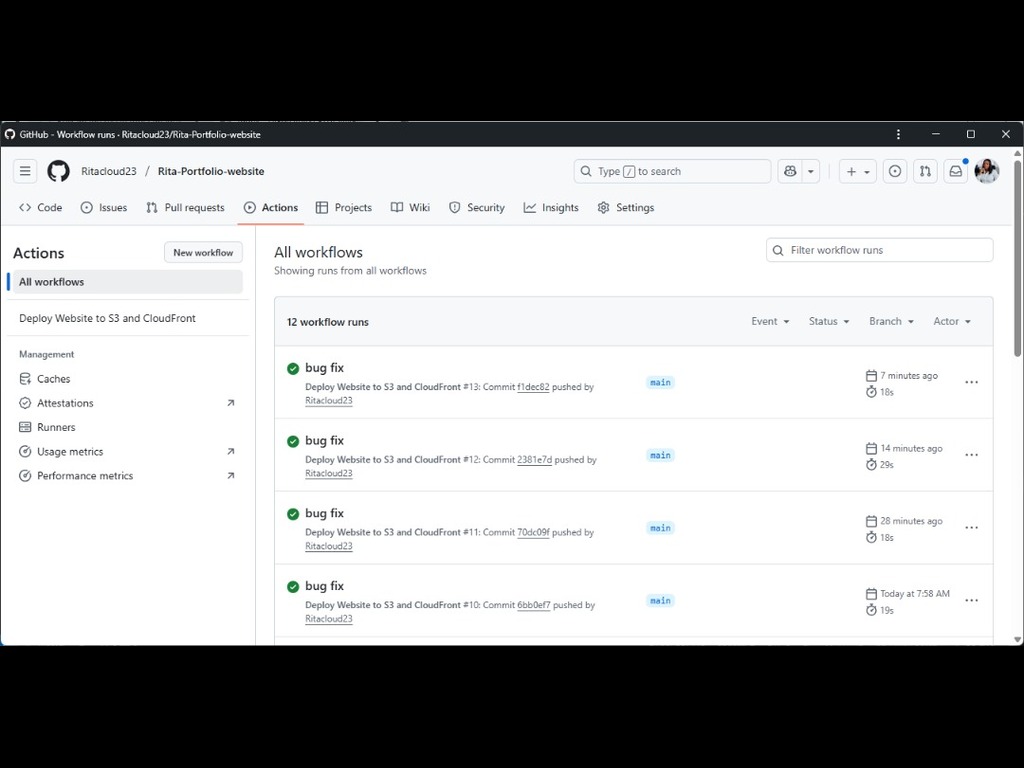 GitHub - Workflow runs · Ritacloud23/Rita-Portfolio-website
Ritacloud23 / Rita-Portfolio-website
Type / to search
Code
Issues
Pull requests
Actions
Projects
Wiki
Security
Insights
Settings
Actions
New workflow
All workflows
Deploy Website to S3 and CloudFront
Management
Caches
Attestations
Runners
Usage metrics
Performance metrics
All workflows
Showing runs from all workflows
Filter workflow runs
12 workflow runs
Event
Status
Branch
Actor
bug fix
Deploy Website to S3 and CloudFront #13: Commit f1dec82 pushed by
Ritacloud23
main
7 minutes ago
18s
bug fix
Deploy Website to S3 and CloudFront #12: Commit 2381e7d pushed by
Ritacloud23
main
14 minutes ago
29s
bug fix
Deploy Website to S3 and CloudFront #11: Commit 70dc09f pushed by
Ritacloud23
main
28 minutes ago
18s
bug fix
Deploy Website to S3 and CloudFront #10: Commit 6bb0ef7 pushed by
Ritacloud23
main
Today at 7:58 AM
19s